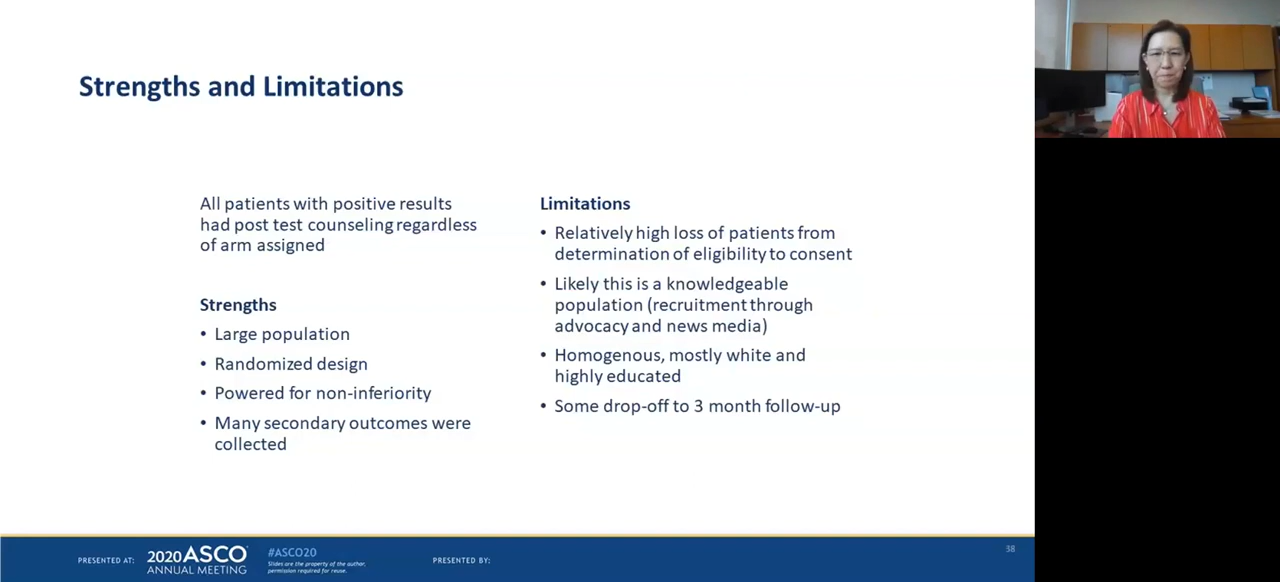 Strengths and Limitations
All patients with positive results
had post test counseling regardless
of arm assigned
Strengths
• Large population
• Randomized design
• Powered for non-inferiority
• Many secondary outcomes were
collected
Limitations
• Relatively high loss of patients from
determination of eligibility to consent
• Likely this is a knowledgeable
population (recruitment through
advocacy and news media)
• Homogenous, mostly white and
highly educated
• Some drop-off to 3 month follow-up
PRESENTED AT:
2020 ASCO
ANNUAL MEETING
#ASCO20
Slides are the property of the author,
permission required for reuse.
PRESENTED BY:
38